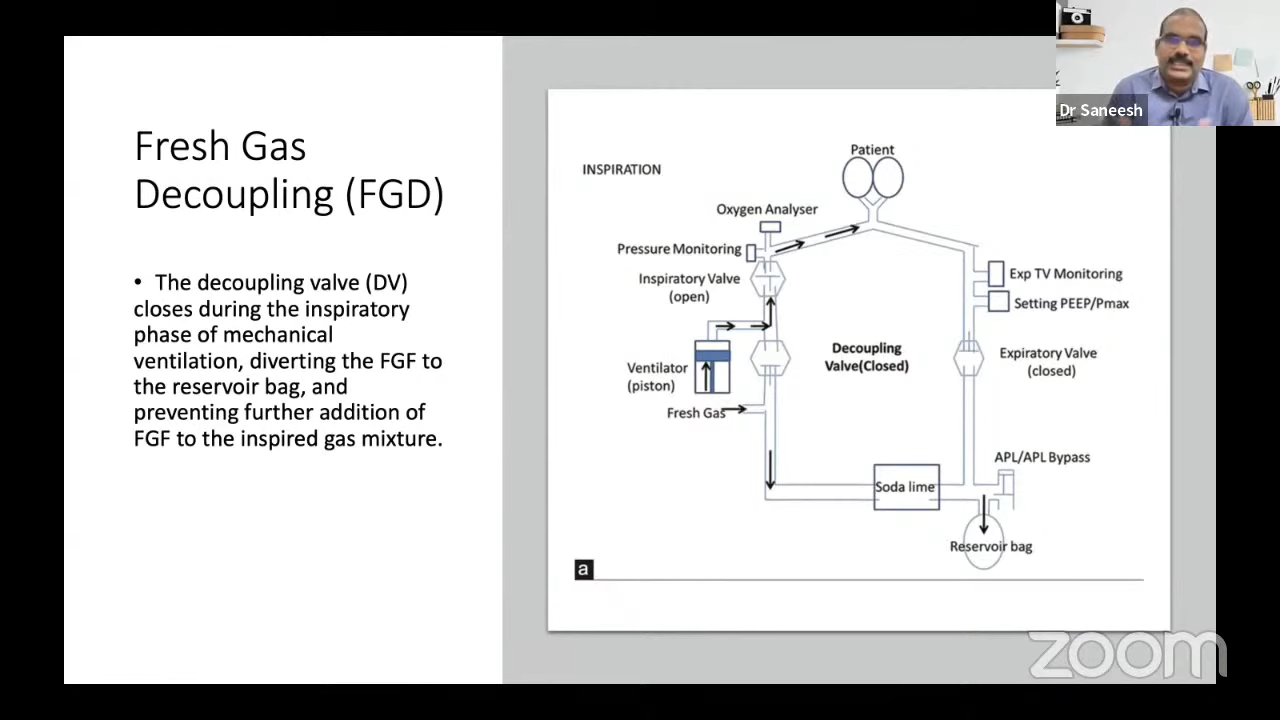 Fresh Gas
Decoupling (FGD)
• The decoupling valve (DV)
closes during the inspiratory
phase of mechanical
ventilation, diverting the FGF to
the reservoir bag, and
preventing further addition of
FGF to the inspired gas mixture.
Dr Saneesh
INSPIRATION
Patient
Oxygen Analyser
Pressure Monitoring
Inspiratory Valve
(open)
Exp TV Monitoring
Setting PEEP/Pmax
Decoupling
Valve(Closed)
Expiratory Valve
(closed)
Ventilator
(piston)
Fresh Gas
APL/APL Bypass
Soda lime
Reservoir bag
a
zoom